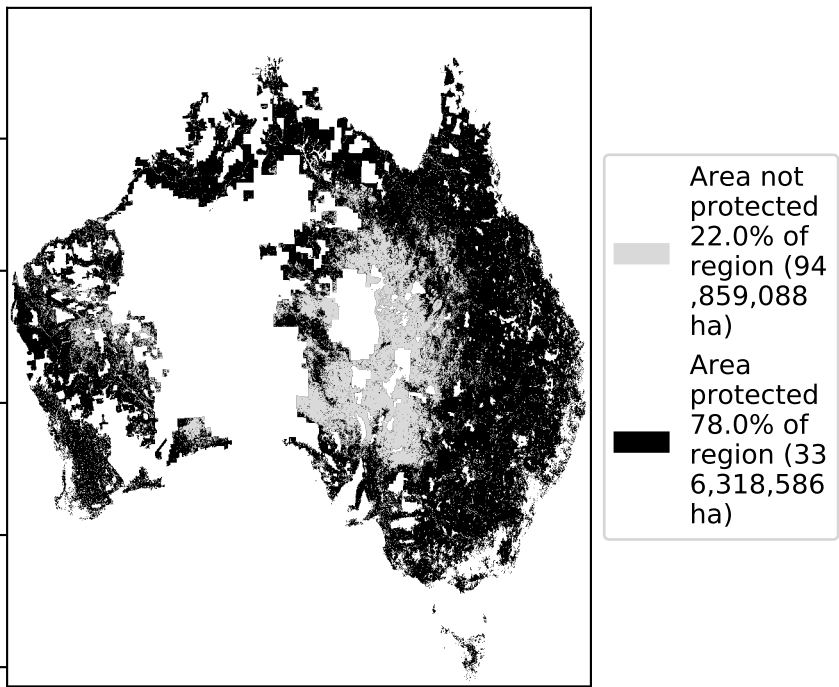 Area not
protected
22.0% of
region (94
,859,088
ha)
Area
protected
78.0% of
region (33
6,318,586
ha)